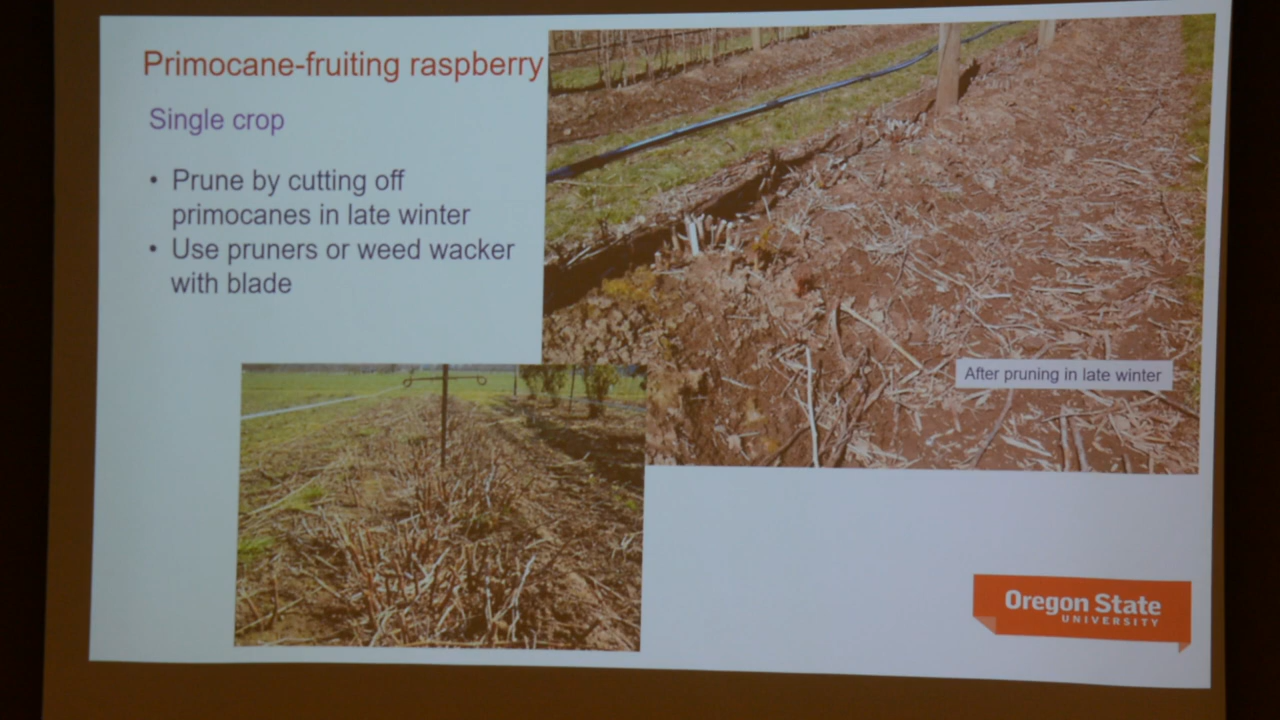 Primocane-fruiting raspberry
Single crop
• Prune by cutting off
primocanes in late winter
• Use pruners or weed wacker
with blade
After pruning in late winter
Oregon State
UNIVERSITY